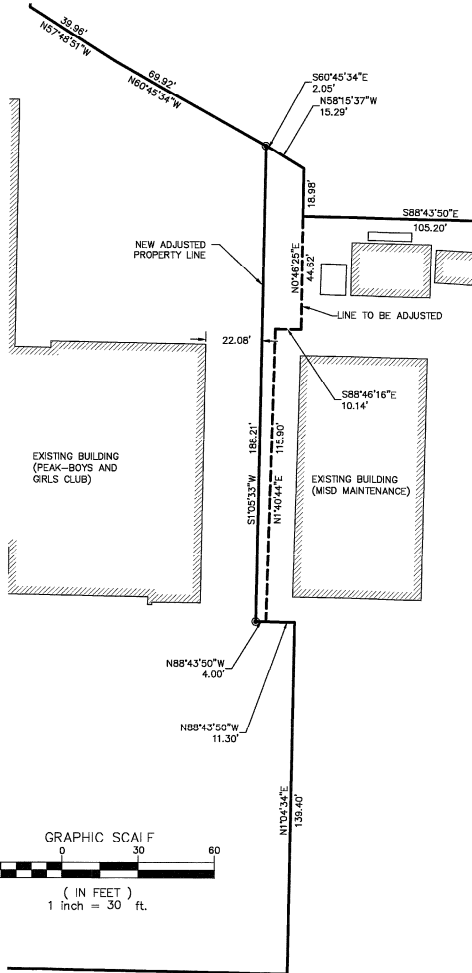 39.96'
N57°48'51"W
69.92'
N60°45'34"W
S60°45'34"E
2.05'
N58°15'37"W
15.29'
18.98'
S88°43'50"E
105.20'
NEW ADJUSTED
PROPERTY LINE
N0°46'25"E
44.62'
LINE TO BE ADJUSTED
22.08'
S88°46'16"E
10.14'
EXISTING BUILDING
(PEAK-BOYS AND
GIRLS CLUB)
S1°05'33"W
186.21'
N1°40'44"E
115.90'
EXISTING BUILDING
(MISD MAINTENANCE)
N88°43'50"W
4.00'
N88°43'50"W
11.30'
N1°04'34"E
139.40'
GRAPHIC SCALE
0 30 60
( IN FEET )
1 inch = 30 ft.